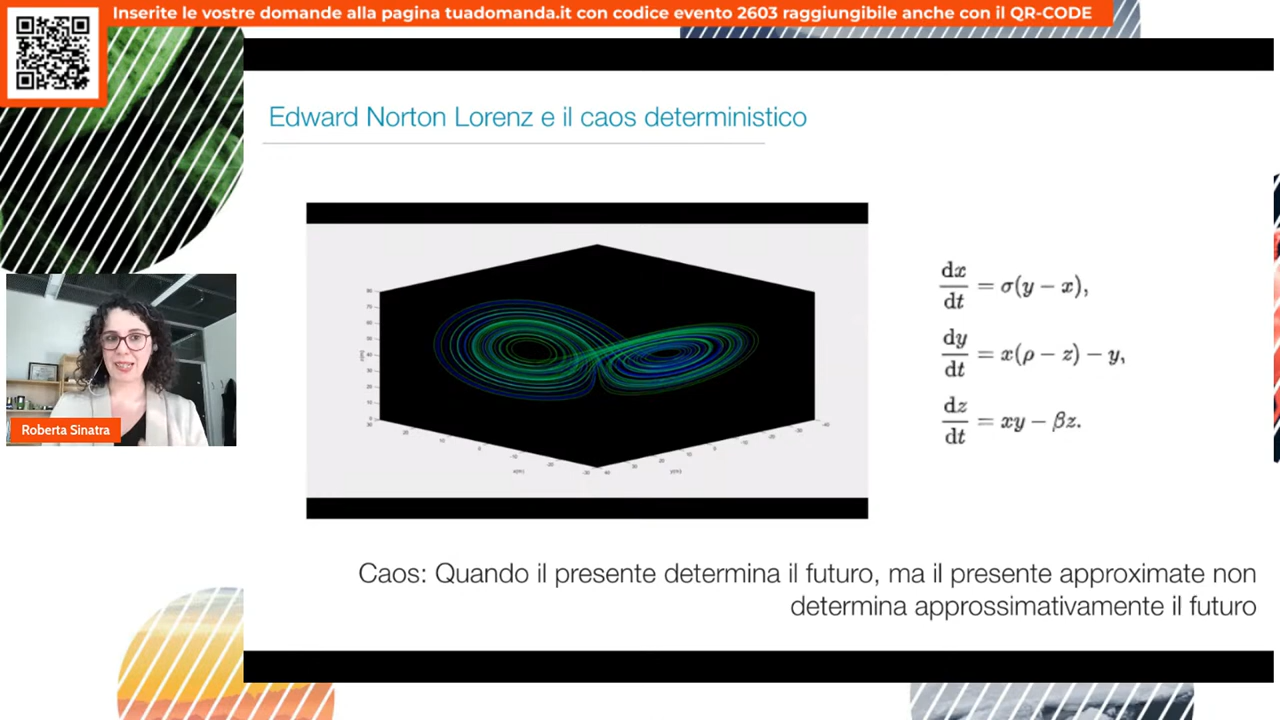 Inserite le vostre domande alla pagina tuadomanda.it con codice evento 2603 raggiungibile anche con il QR-CODE
Edward Norton Lorenz e il caos deterministico
dx/dt = σ(y − x),
dy/dt = x(ρ − z) − y,
dz/dt = xy − βz.
Roberta Sinatra
Caos: Quando il presente determina il futuro, ma il presente approximate non
determina approssimativamente il futuro